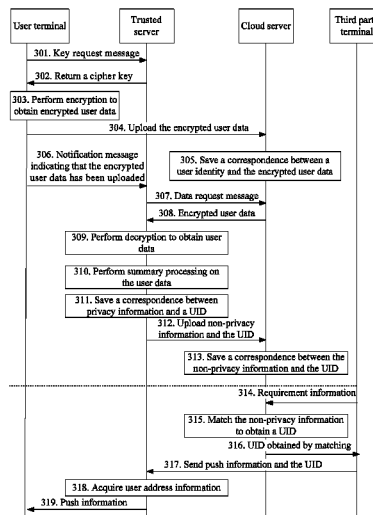 User terminal
Trusted
server
Cloud server
Third part
terminal
301. Key request message
302. Return a cipher key
303. Perform encryption to
obtain encrypted user data
304. Upload the encrypted user data
305. Save a correspondence between a
user identity and the encrypted user data
306. Notification message
indicating that the encrypted
user data has been uploaded
307. Data request message
308. Encrypted user data
309. Perform decryption to obtain user
data
310. Perform summary processing on
the user data
311. Save a correspondence between
privacy information and a UID
312. Upload non-privacy
information and the UID
313. Save a correspondence between the
non-privacy information and the UID
314. Requirement information
315. Match the non-privacy information
to obtain a UID
316. UID obtained by matching
317. Send push information and the UID
318. Acquire user address information
319. Push information